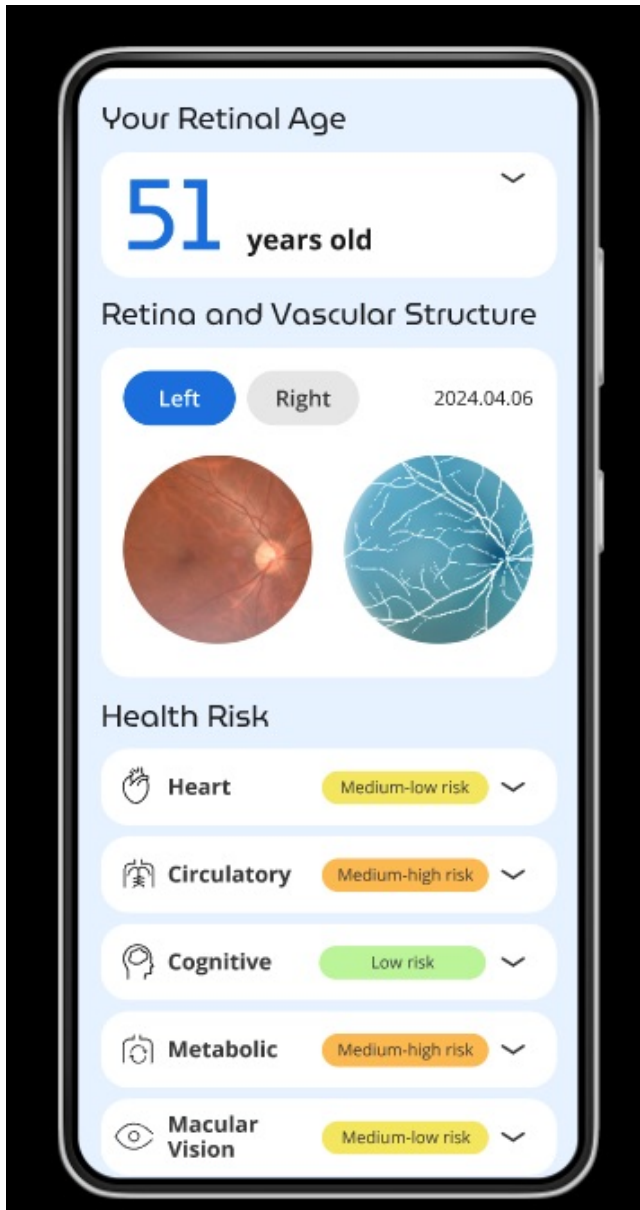 Your Retinal Age
51 years old
Retina and Vascular Structure
Left Right 2024.04.06
Health Risk
Heart Medium-low risk
Circulatory Medium-high risk
Cognitive Low risk
Metabolic Medium-high risk
Macular
Vision Medium-low risk